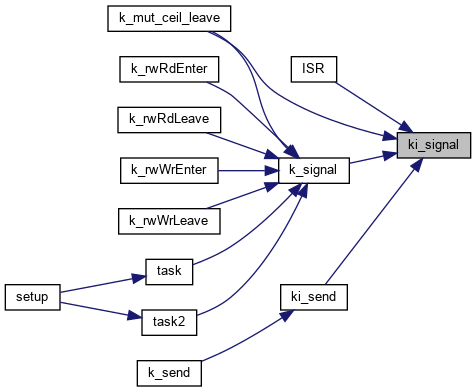 k_mut_ceil_leave
k_rwRdEnter
ISR
k_rwRdLeave
ki_signal
k_rwWrEnter
k_signal
k_rwWrLeave
task
setup
ki_send
task2
k_send